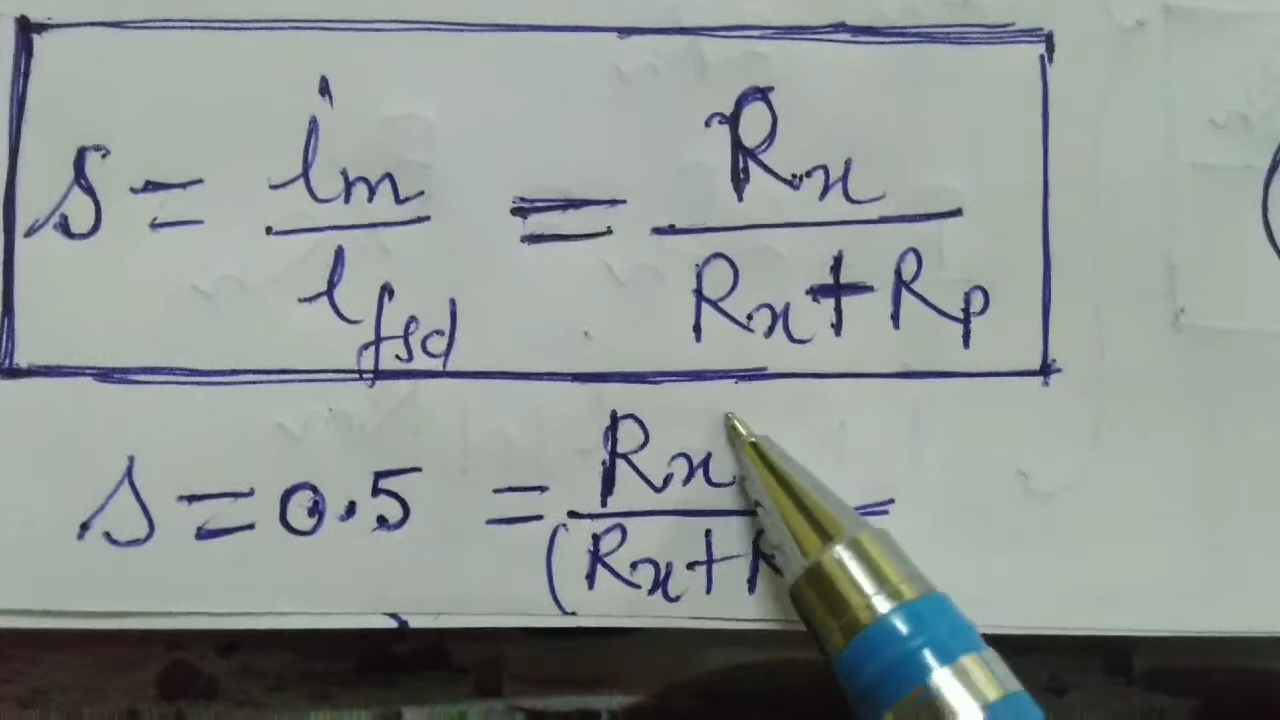 S = Im / Ifsd = Rx / Rx + Rp
S = 0.5 = Rx / (Rx + =